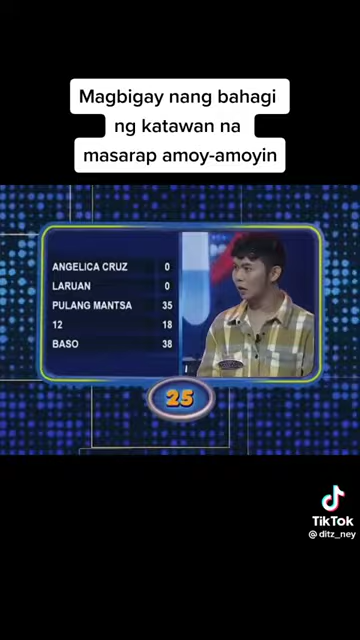 Magbigay nang bahagi
ng katawan na
masarap amoy-amoyin
ANGELICA CRUZ 0
LARUAN 0
PULANG MANTSA 35
12 18
BASO 38
25
TikTok
@ditz_ney